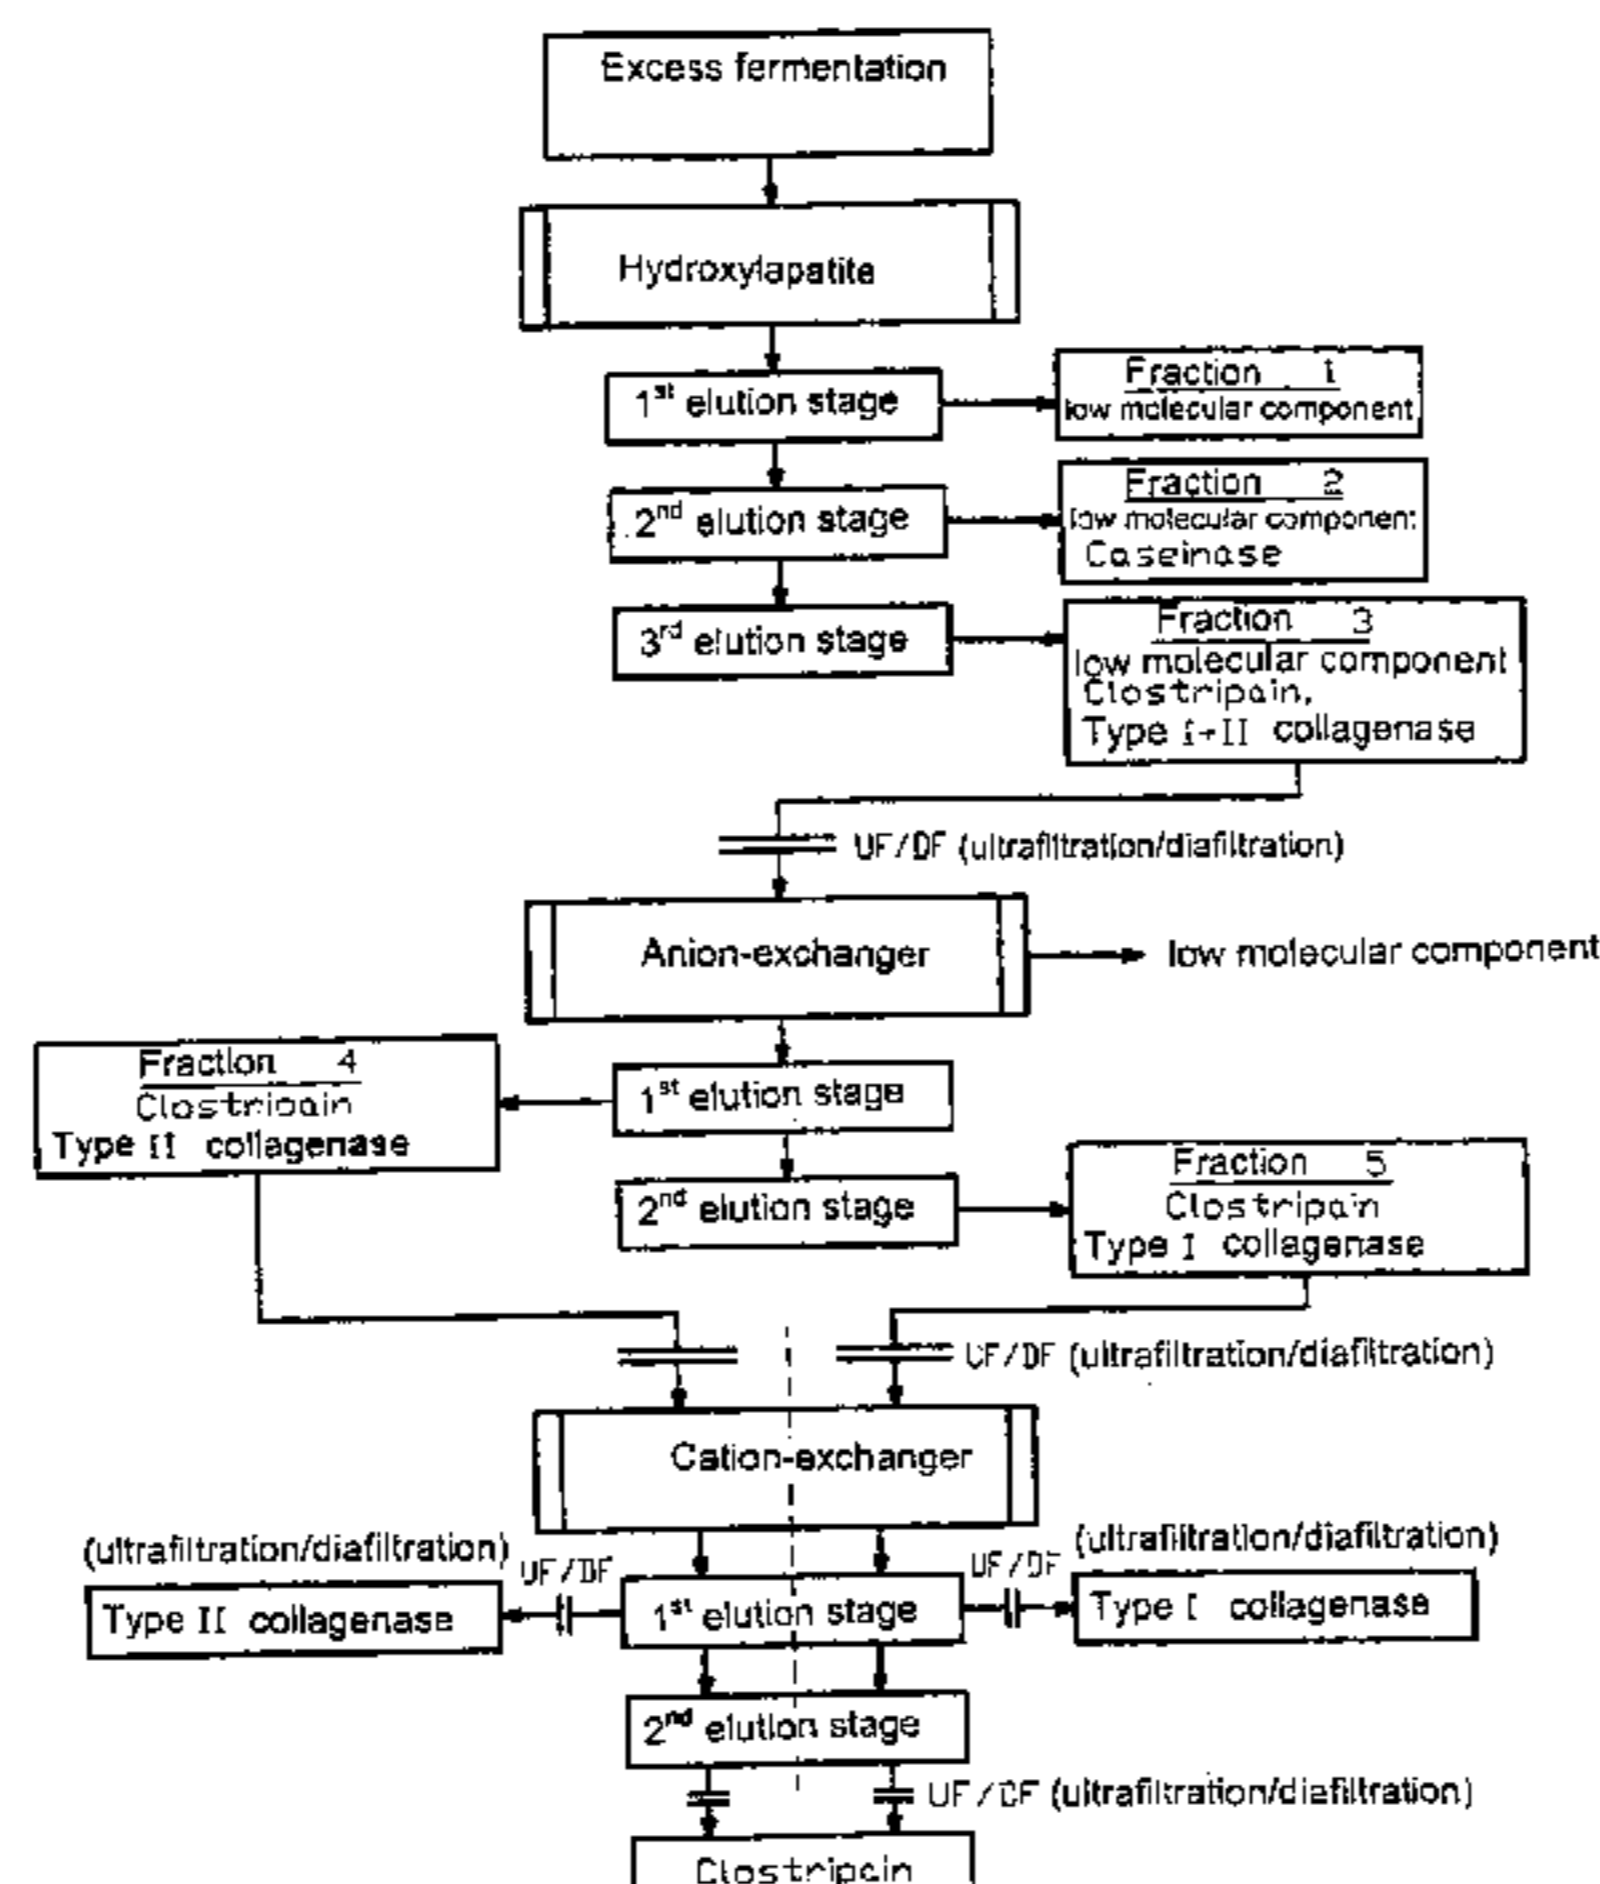 Excess fermentation
Hydroxylapatite
1st elution stage
Fraction 1
low molecular component
2nd elution stage
Fraction 2
low molecular component
Caseinase
3rd elution stage
Fraction 3
low molecular component
Clostripain,
Type I+II collagenase
UF/DF (ultrafiltration/diafiltration)
Anion-exchanger
low molecular component
Fraction 4
Clostripain
Type II collagenase
1st elution stage
2nd elution stage
Fraction 5
Clostripain
Type I collagenase
UF/DF (ultrafiltration/diafiltration)
Cation-exchanger
(ultrafiltration/diafiltration)
UF/DF
Type II collagenase
1st elution stage
UF/DF
(ultrafiltration/diafiltration)
Type I collagenase
2nd elution stage
UF/DF (ultrafiltration/diafiltration)
Clostripain